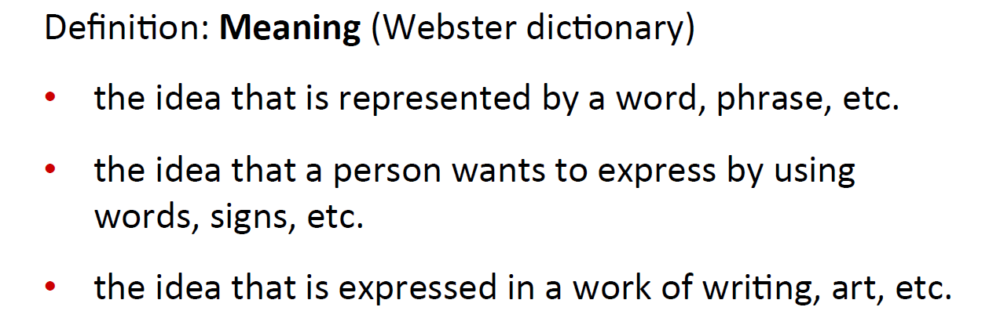 Definition: Meaning (Webster dictionary)
• the idea that is represented by a word, phrase, etc.
• the idea that a person wants to express by using
words, signs, etc.
• the idea that is expressed in a work of writing, art, etc.